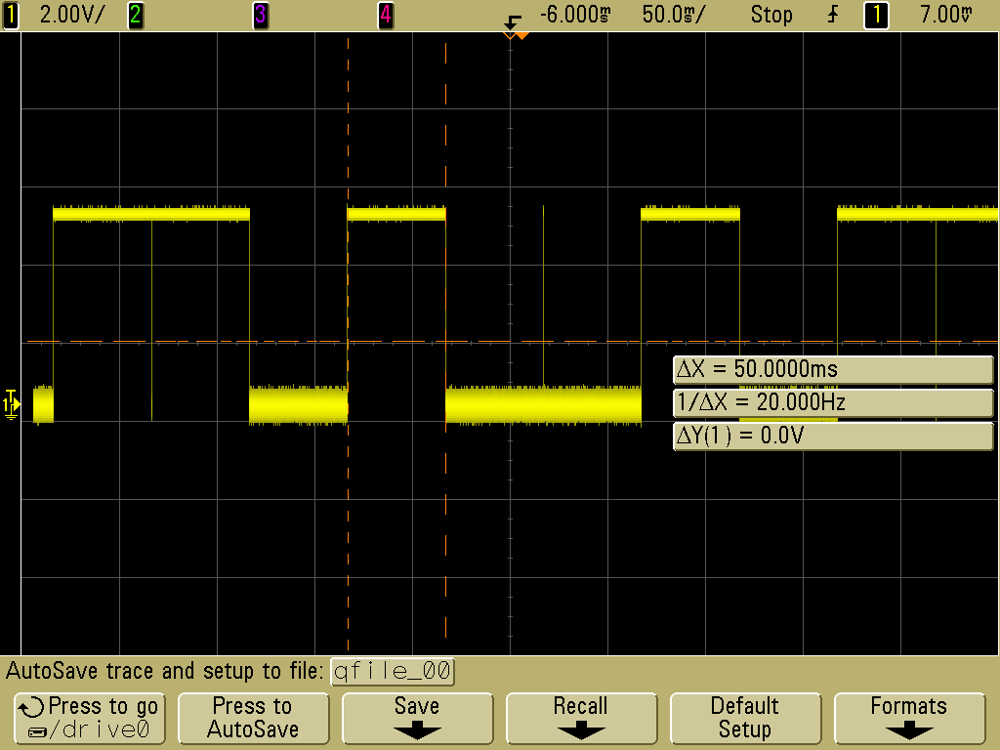 1 2.00V/ 2 3 4 -6.000ms 50.0ms/ Stop 1 7.00mV
T
1
ΔX = 50.0000ms
1/ΔX = 20.000Hz
ΔY(1) = 0.0V
AutoSave trace and setup to file: qfile_00
Press to go
/drive0
Press to
AutoSave
Save
Recall
Default
Setup
Formats